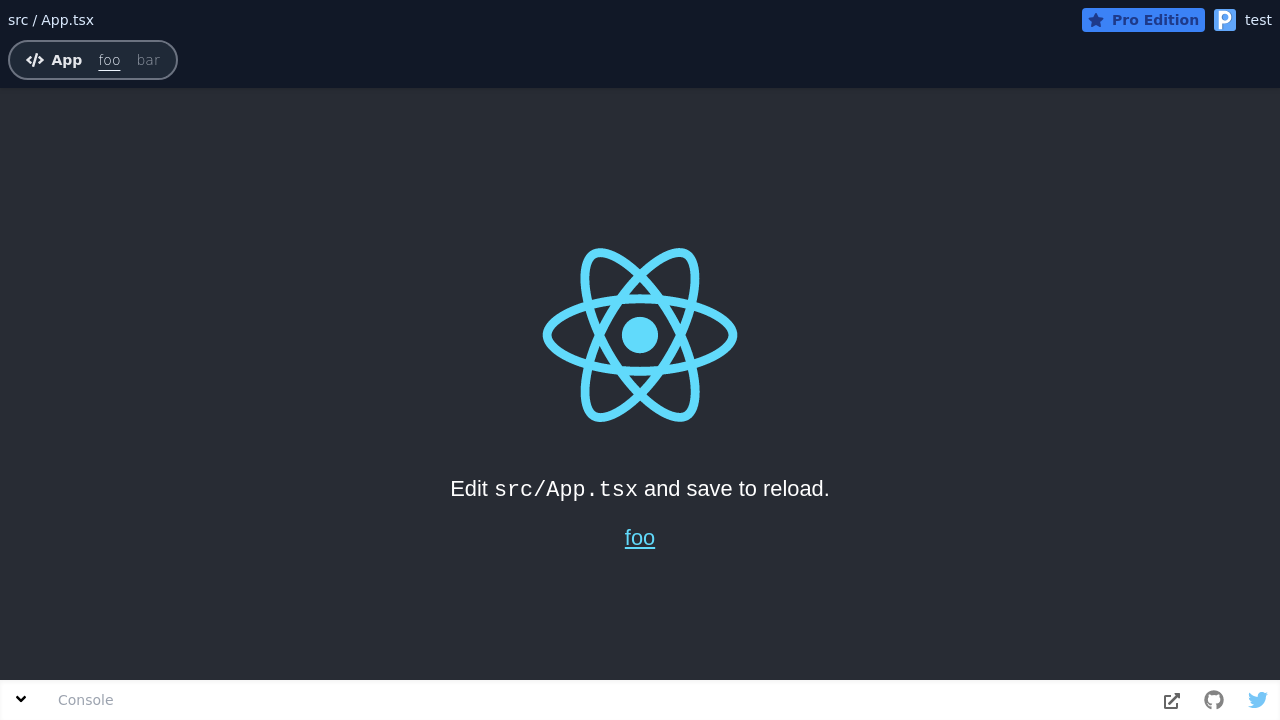 src / App.tsx
Pro Edition
P test
App foo bar
Edit src/App.tsx and save to reload.
foo
Console